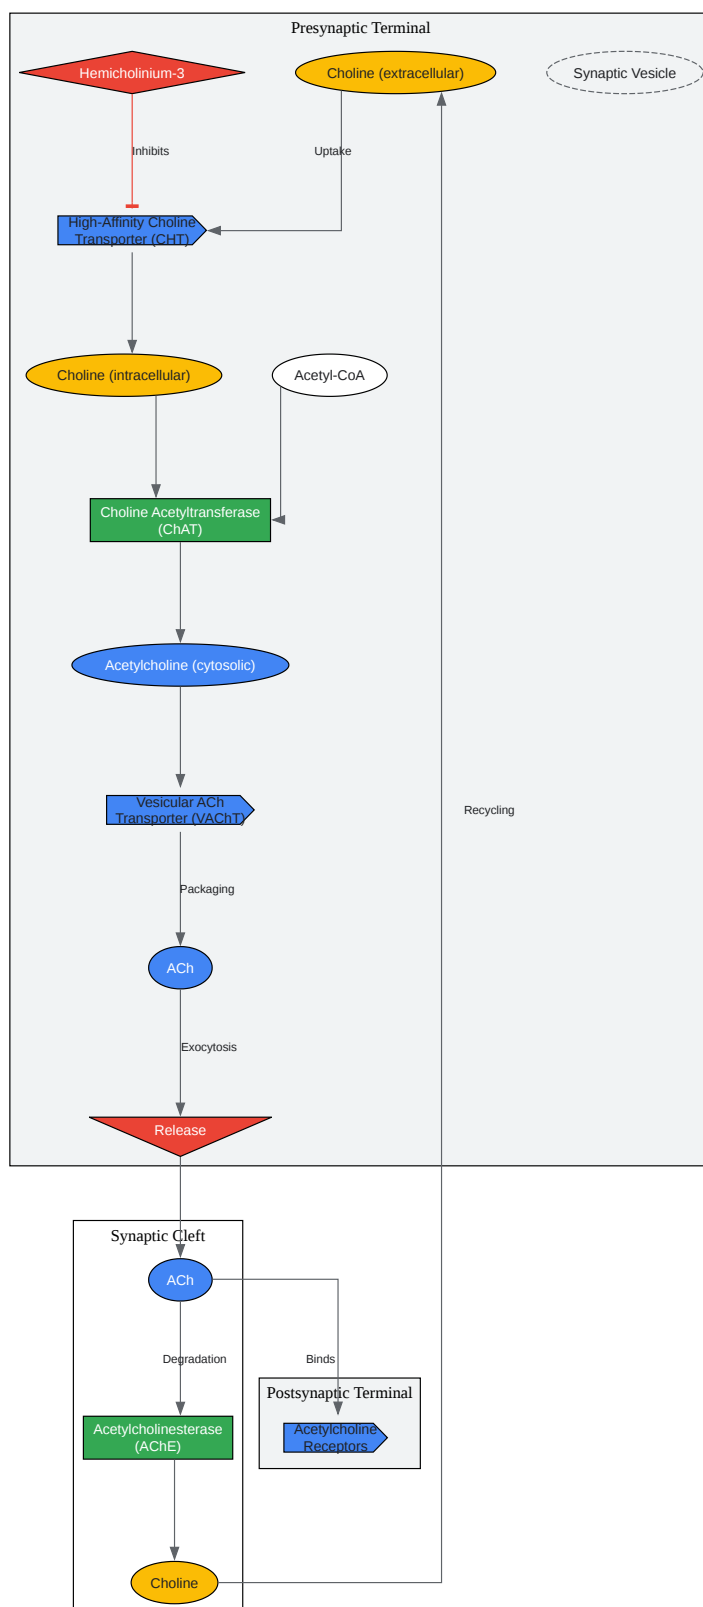 Presynaptic Terminal
Hemicholinium-3
Choline (extracellular)
Synaptic Vesicle
Inhibits
Uptake
High-Affinity Choline
Transporter (CHT)
Choline (intracellular)
Acetyl-CoA
Choline Acetyltransferase
(ChAT)
Acetylcholine (cytosolic)
Vesicular ACh
Transporter (VAChT)
Recycling
Packaging
ACh
Exocytosis
Release
Synaptic Cleft
ACh
Degradation
Binds
Postsynaptic Terminal
Acetylcholinesterase
(AChE)
Acetylcholine
Receptors
Choline